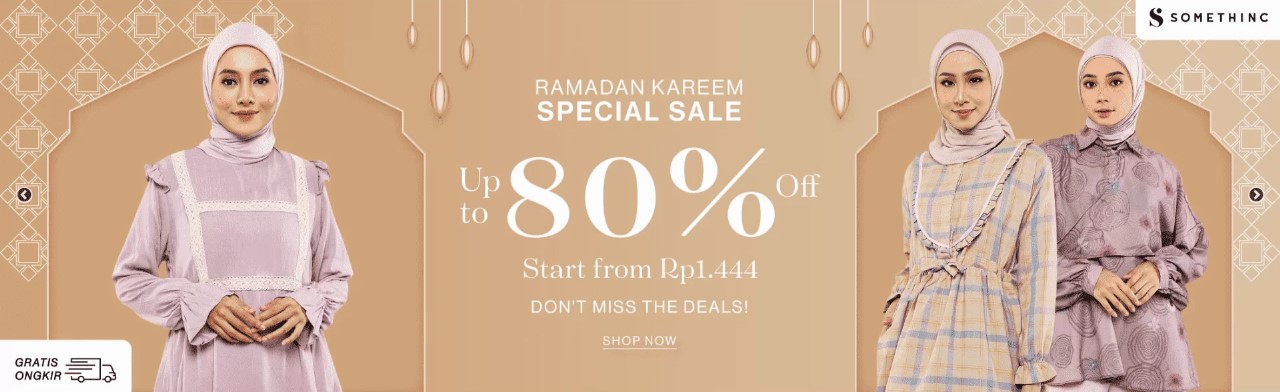 SOMETHINC
RAMADAN KAREEM
SPECIAL SALE
Up to 80% Off
Start from Rp1.444
DON'T MISS THE DEALS!
SHOP NOW
GRATIS
ONGKIR